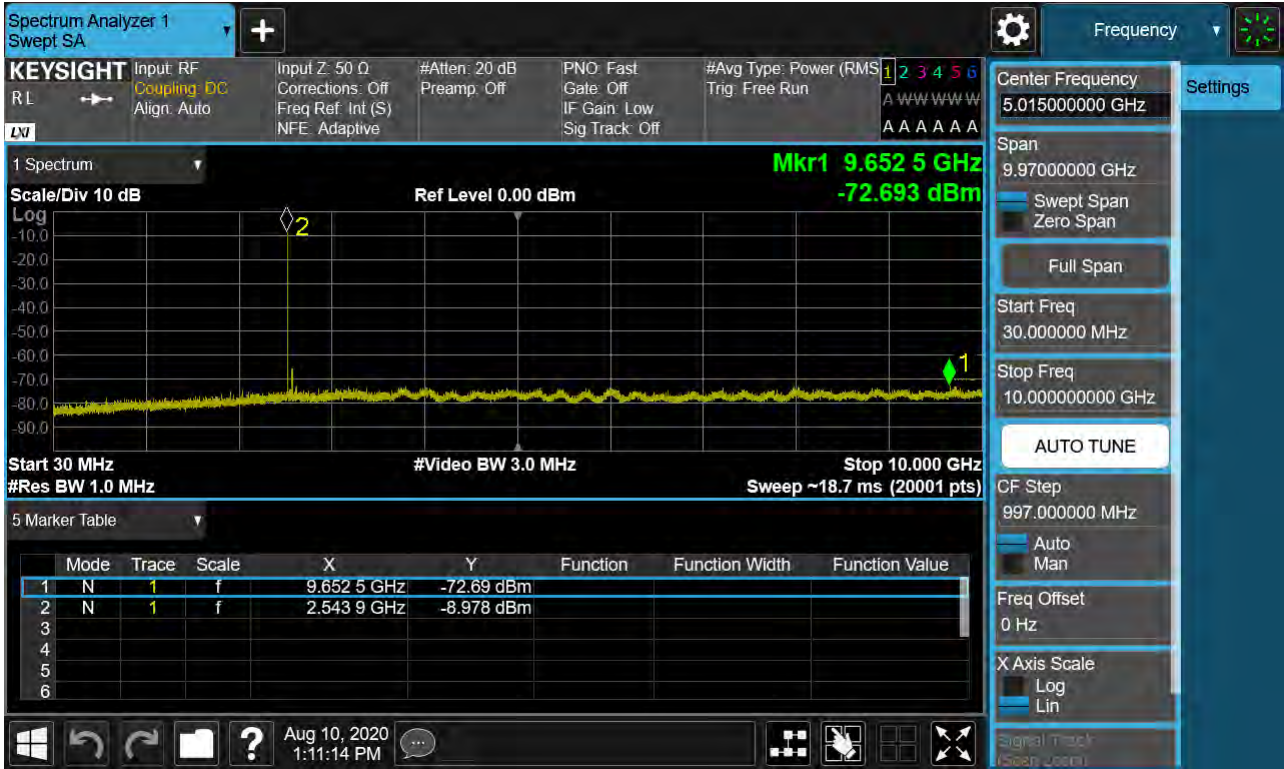 Spectrum Analyzer 1
Swept SA
Frequency
KEYSIGHT
RL
LXI
Input: RF
Coupling: DC
Align: Auto
Input Z: 50 Ω
Corrections: Off
Freq Ref: Int (S)
NFE: Adaptive
#Atten: 20 dB
Preamp: Off
PNO: Fast
Gate: Off
IF Gain: Low
Sig Track: Off
#Avg Type: Power (RMS
Trig: Free Run
1 2 3 4 5 6
A W W W W W
A A A A A A
1 Spectrum
Scale/Div 10 dB
Ref Level 0.00 dBm
Mkr1 9.652 5 GHz
-72.693 dBm
Log
-10.0
-20.0
-30.0
-40.0
-50.0
-60.0
-70.0
-80.0
-90.0
2
1
Start 30 MHz
#Video BW 3.0 MHz
Stop 10.000 GHz
#Res BW 1.0 MHz
Sweep ~18.7 ms (20001 pts)
5 Marker Table
Mode Trace Scale X Y Function Function Width Function Value
1 N 1 f 9.652 5 GHz -72.69 dBm
2 N 1 f 2.543 9 GHz -8.978 dBm
3
4
5
6
?
Aug 10, 2020
1:11:14 PM
Center Frequency
5.015000000 GHz
Settings
Span
9.97000000 GHz
Swept Span
Zero Span
Full Span
Start Freq
30.000000 MHz
Stop Freq
10.000000000 GHz
AUTO TUNE
CF Step
997.000000 MHz
Auto
Man
Freq Offset
0 Hz
X Axis Scale
Log
Lin
Signal Track
(Span Zoom)